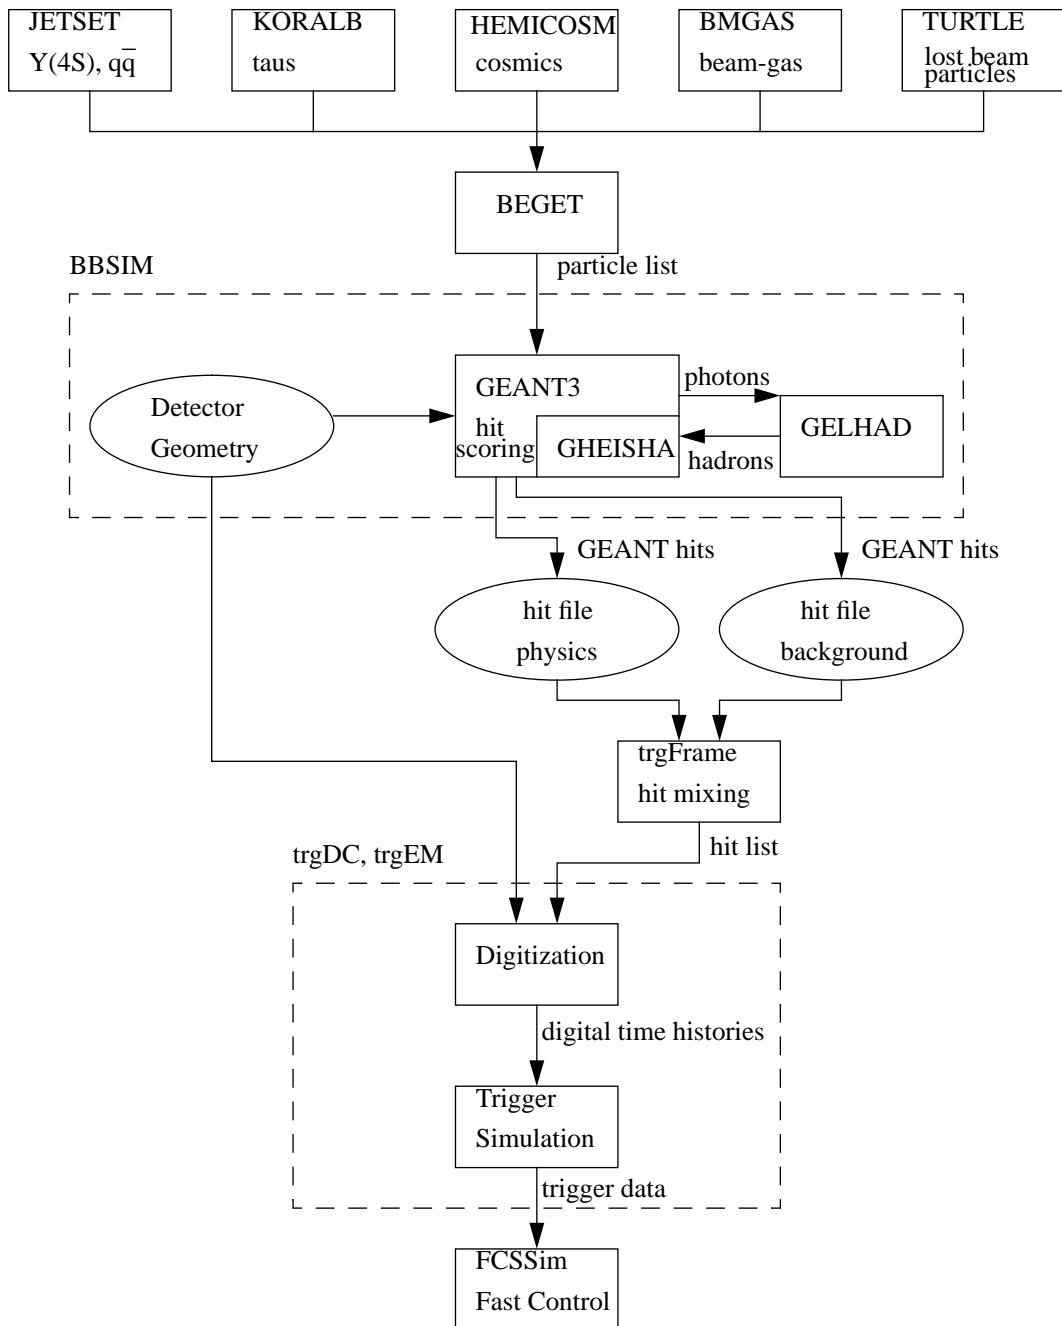 JETSET
Y(4S), qq̅
KORALB
taus
HEMICOSM
cosmics
BMGAS
beam-gas
TURTLE
lost beam
particles
BEGET
particle list
BBSIM
Detector
Geometry
GEANT3
hit
scoring
GHEISHA
photons
hadrons
GELHAD
GEANT hits
GEANT hits
hit file
physics
hit file
background
trgFrame
hit mixing
hit list
trgDC, trgEM
Digitization
digital time histories
Trigger
Simulation
trigger data
FCSSim
Fast Control